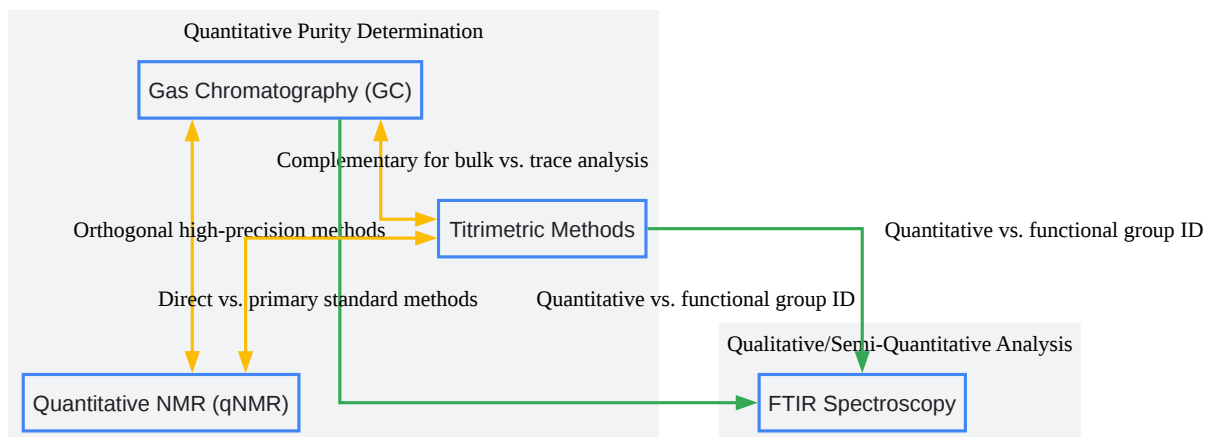 Quantitative Purity Determination
Gas Chromatography (GC)
Complementary for bulk vs. trace analysis
Titrimetric Methods
Orthogonal high-precision methods
Quantitative vs. functional group ID
Direct vs. primary standard methods
Quantitative vs. functional group ID
Qualitative/Semi-Quantitative Analysis
Quantitative NMR (qNMR)
FTIR Spectroscopy